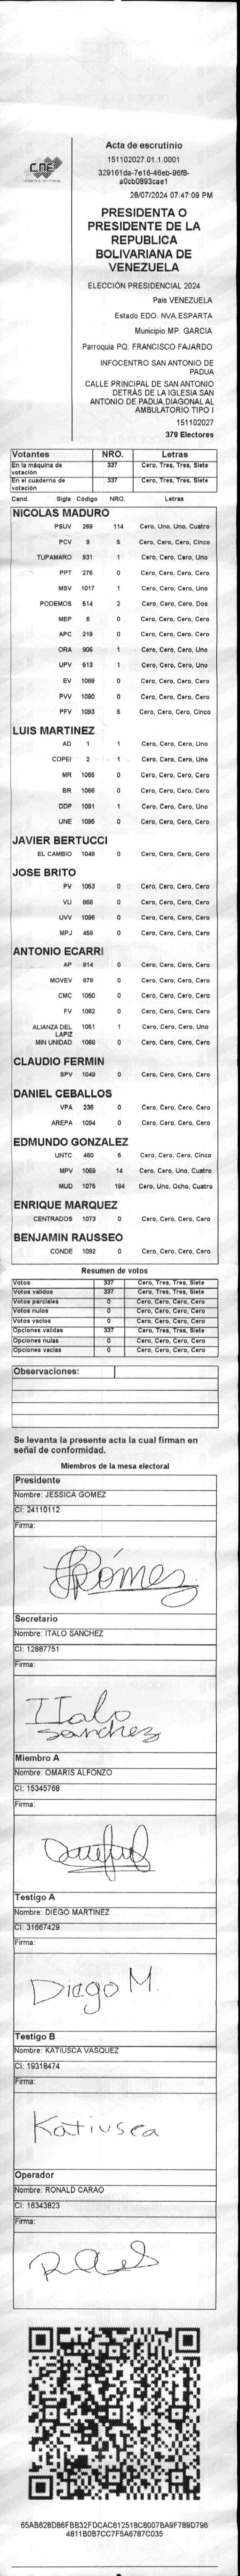 CNE
Acta de escrutinio
151102027.01.1.0001
329161da-7e16-46eb-96f8-
a0cb0893cae1
28/07/2024 07:47:09 PM
PRESIDENTA O
PRESIDENTE DE LA
REPUBLICA
BOLIVARIANA DE
VENEZUELA
ELECCIÓN PRESIDENCIAL 2024
Pais VENEZUELA
Estado EDO. NVA.ESPARTA
Municipio MP. GARCIA
Parroquia PQ. FRANCISCO FAJARDO
INFOCENTRO SAN ANTONIO DE
PADUA
CALLE PRINCIPAL DE SAN ANTONIO
DETRÁS DE LA IGLESIA SAN
ANTONIO DE PADUA.DIAGONAL AL
AMBULATORIO TIPO I
151102027
379 Electores
Votantes NRO. Letras
En la máquina de votación 337 Cero, Tres, Tres, Siete
En el cuaderno de votación 337 Cero, Tres, Tres, Siete
Cand. Sigla Código NRO. Letras
NICOLAS MADURO
PSUV 268 114 Cero, Uno, Uno, Cuatro
PCV 9 5 Cero, Cero, Cero, Cinco
TUPAMARO 931 1 Cero, Cero, Cero, Uno
PPT 276 0 Cero, Cero, Cero, Cero
MSV 1017 1 Cero, Cero, Cero, Uno
PODEMOS 514 2 Cero, Cero, Cero, Dos
MEP 6 0 Cero, Cero, Cero, Cero
APC 219 0 Cero, Cero, Cero, Cero
ORA 906 1 Cero, Cero, Cero, Uno
UPV 513 1 Cero, Cero, Cero, Uno
EV 1089 0 Cero, Cero, Cero, Cero
PVV 1090 0 Cero, Cero, Cero, Cero
PFV 1093 5 Cero, Cero, Cero, Cinco
LUIS MARTINEZ
AD 1 1 Cero, Cero, Cero, Uno
COPEI 2 1 Cero, Cero, Cero, Uno
MR 1065 0 Cero, Cero, Cero, Cero
BR 1066 0 Cero, Cero, Cero, Cero
DDP 1091 1 Cero, Cero, Cero, Uno
UNE 1095 0 Cero, Cero, Cero, Cero
JAVIER BERTUCCI
EL CAMBIO 1048 0 Cero, Cero, Cero, Cero
JOSE BRITO
PV 1053 0 Cero, Cero, Cero, Cero
VU 868 0 Cero, Cero, Cero, Cero
UVV 1096 0 Cero, Cero, Cero, Cero
MPJ 458 0 Cero, Cero, Cero, Cero
ANTONIO ECARRI
AP 814 0 Cero, Cero, Cero, Cero
MOVEV 878 0 Cero, Cero, Cero, Cero
CMC 1050 0 Cero, Cero, Cero, Cero
FV 1062 0 Cero, Cero, Cero, Cero
ALIANZA DEL LAPIZ 1051 1 Cero, Cero, Cero, Uno
MIN UNIDAD 1068 0 Cero, Cero, Cero, Cero
CLAUDIO FERMIN
SPV 1049 0 Cero, Cero, Cero, Cero
DANIEL CEBALLOS
VPA 236 0 Cero, Cero, Cero, Cero
AREPA 1094 0 Cero, Cero, Cero, Cero
EDMUNDO GONZALEZ
UNTC 460 5 Cero, Cero, Cero, Cinco
MPV 1069 14 Cero, Cero, Uno, Cuatro
MUD 1075 184 Cero, Uno, Ocho, Cuatro
ENRIQUE MARQUEZ
CENTRADOS 1073 0 Cero, Cero, Cero, Cero
BENJAMIN RAUSSEO
CONDE 1092 0 Cero, Cero, Cero, Cero
Resumen de votos
Votos 337 Cero, Tres, Tres, Siete
Votos validos 337 Cero, Tres, Tres, Siete
Votos parciales 0 Cero, Cero, Cero, Cero
Votos nulos 0 Cero, Cero, Cero, Cero
Votos vacios 0 Cero, Cero, Cero, Cero
Opciones validas 337 Cero, Tres, Tres, Siete
Opciones nulas 0 Cero, Cero, Cero, Cero
Opciones vacias 0 Cero, Cero, Cero, Cero
Observaciones:
Se levanta la presente acta la cual firman en
señal de conformidad.
Miembros de la mesa electoral
Presidente
Nombre: JESSICA GOMEZ
CI: 24110112
Firma:
Gómez
Secretario
Nombre: ITALO SANCHEZ
CI: 12887751
Firma:
Italo
Sanchez
Miembro A
Nombre: OMARIS ALFONZO
CI: 15345768
Firma:
Testigo A
Nombre: DIEGO MARTINEZ
CI: 31667429
Firma:
Diego M.
Testigo B
Nombre: KATIUSCA VASQUEZ
CI: 19318474
Firma:
Katiusca
Operador
Nombre: RONALD CARAO
CI: 16343823
Firma:
65AB628D86FBB32FDCAC612518C8007BA9F789D796
4811B0B7CC7F5A6787C035